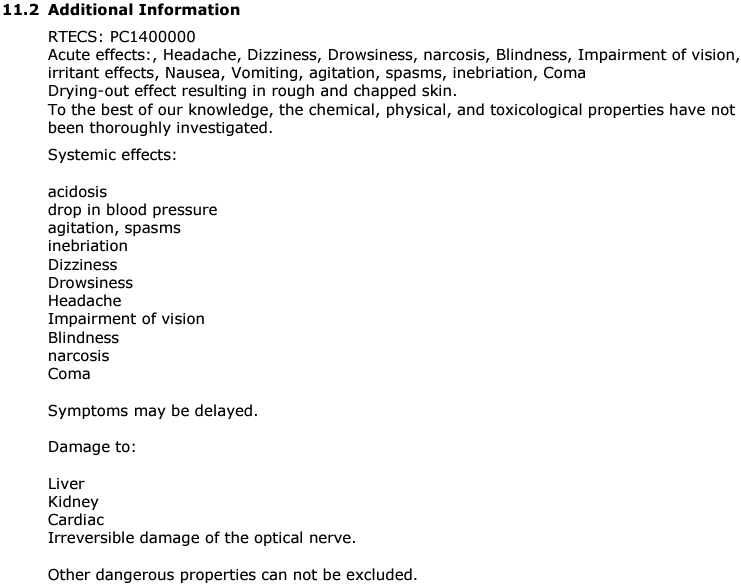 11.2 Additional Information
RTECS: PC1400000
Acute effects:, Headache, Dizziness, Drowsiness, narcosis, Blindness, Impairment of vision,
irritant effects, Nausea, Vomiting, agitation, spasms, inebriation, Coma
Drying-out effect resulting in rough and chapped skin.
To the best of our knowledge, the chemical, physical, and toxicological properties have not
been thoroughly investigated.
Systemic effects:
acidosis
drop in blood pressure
agitation, spasms
inebriation
Dizziness
Drowsiness
Headache
Impairment of vision
Blindness
narcosis
Coma
Symptoms may be delayed.
Damage to:
Liver
Kidney
Cardiac
Irreversible damage of the optical nerve.
Other dangerous properties can not be excluded.